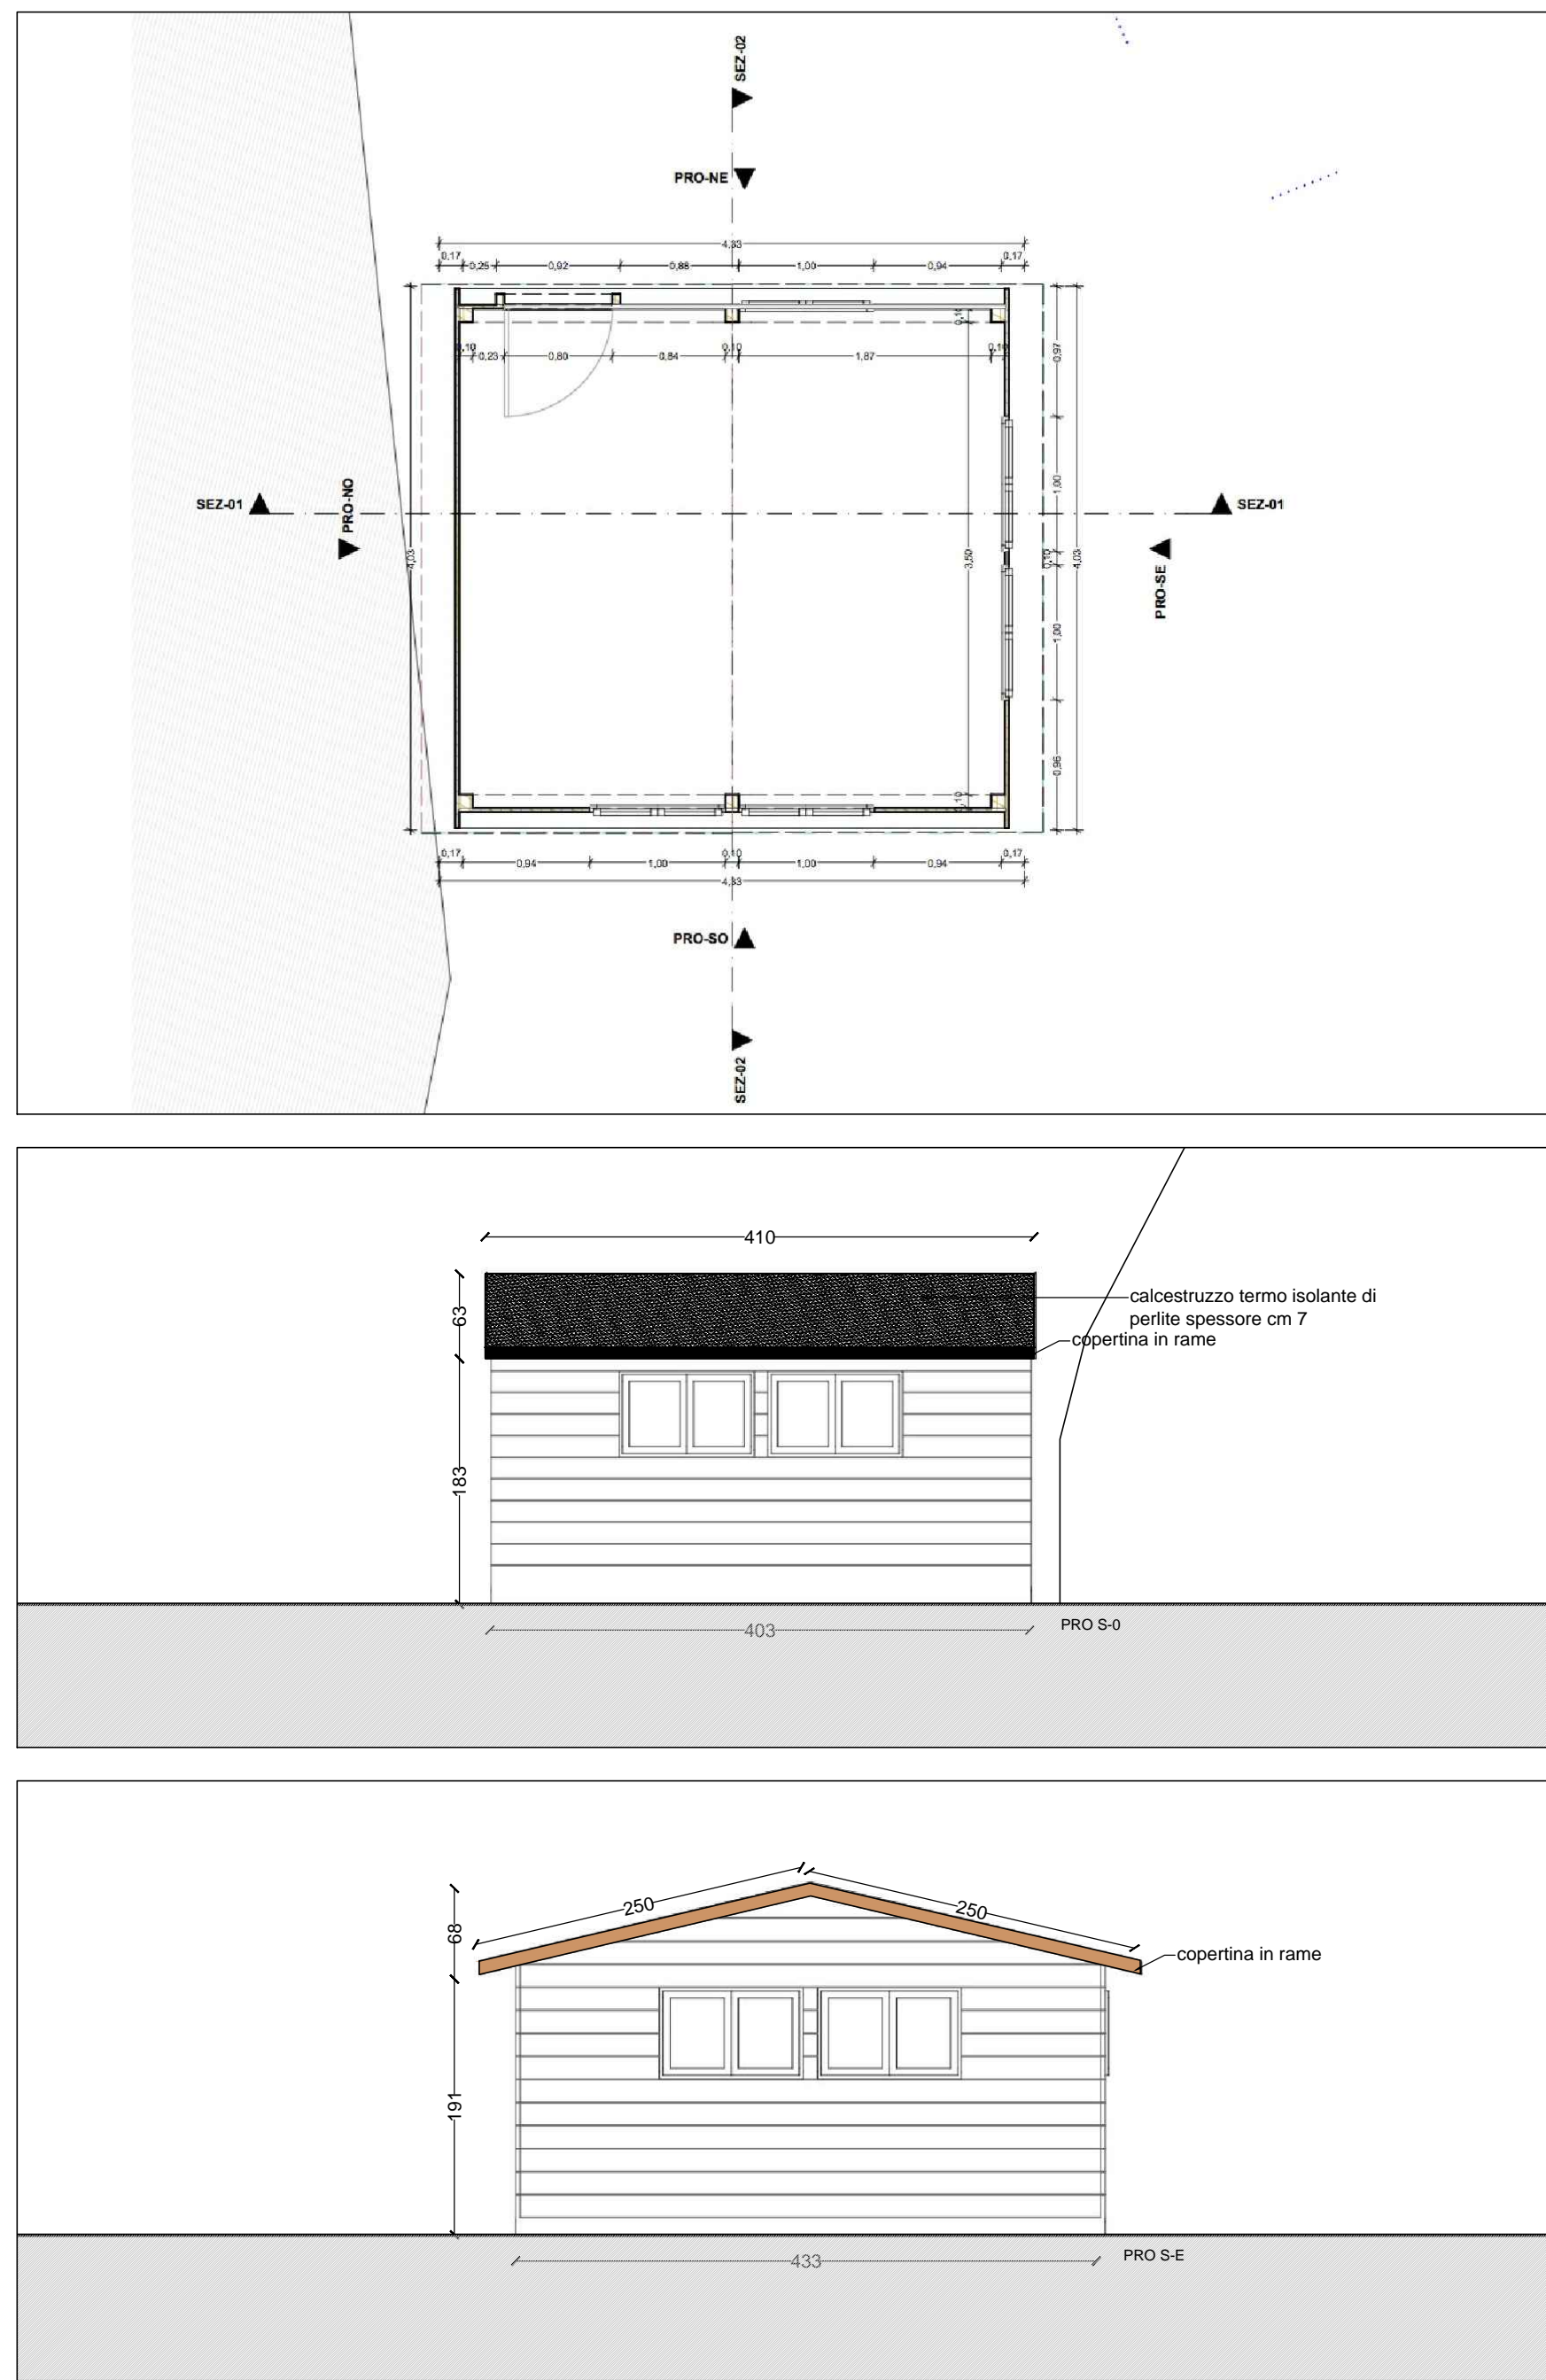 SEZ-02
PRO-NE
4,33
0,17 0,25 0,92 0,88 1,00 0,94 0,17
0,10
0,10 0,23 0,80 0,84 0,10 1,87 0,10
0,97
SEZ-01
PRO-NO
1,00
SEZ-01
4,03
3,50
0,10
4,03
PRO-SE
1,00
0,96
0,10
0,17 0,94 1,00 0,10 1,00 0,94 0,17
4,33
PRO-SO
SEZ-02
410
63
calcestruzzo termo isolante di
perlite spessore cm 7
copertina in rame
183
403
PRO S-0
250
250
68
copertina in rame
191
433
PRO S-E